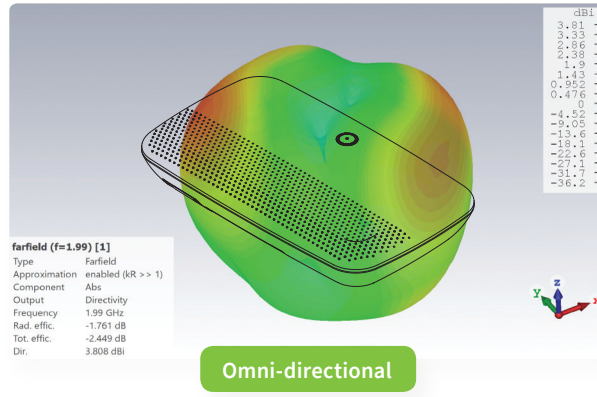 dBi
3.81
3.33
2.86
2.38
1.9
1.43
0.952
0.476
0
-4.52
-9.05
-13.6
-18.1
-22.6
-27.1
-31.7
-36.2
farfield (f=1.99) [1]
Type Farfield
Approximation enabled (kR >> 1)
Component Abs
Output Directivity
Frequency 1.99 GHz
Rad. effic. -1.761 dB
Tot. effic. -2.449 dB
Dir. 3.808 dBi
z
y
x
Omni-directional